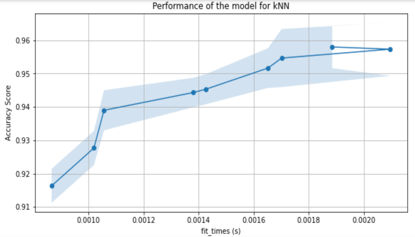 Performance of the model for kNN
Accuracy Score
0.96
0.95
0.94
0.93
0.92
0.91
0.0010 0.0012 0.0014 0.0016 0.0018 0.0020
fit_times (s)